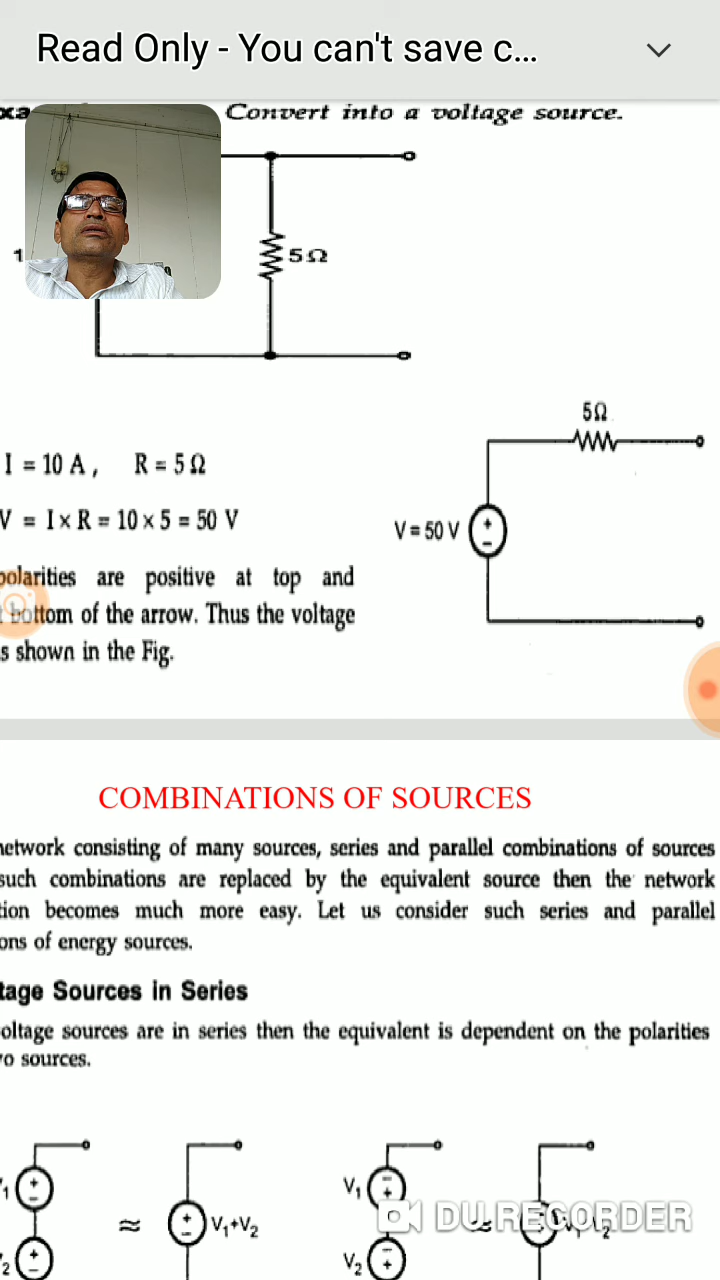 Read Only - You can't save c...
xa Convert into a voltage source.
1
5Ω
5Ω
I = 10 A, R = 5 Ω
V = I × R = 10 × 5 = 50 V
V = 50 V
polarities are positive at top and
bottom of the arrow. Thus the voltage
s shown in the Fig.
COMBINATIONS OF SOURCES
network consisting of many sources, series and parallel combinations of sources
such combinations are replaced by the equivalent source then the network
tion becomes much more easy. Let us consider such series and parallel
ons of energy sources.
tage Sources in Series
oltage sources are in series then the equivalent is dependent on the polarities
o sources.
1
V₁
≈ V₁+V₂
DU RECORDER
2
V₂